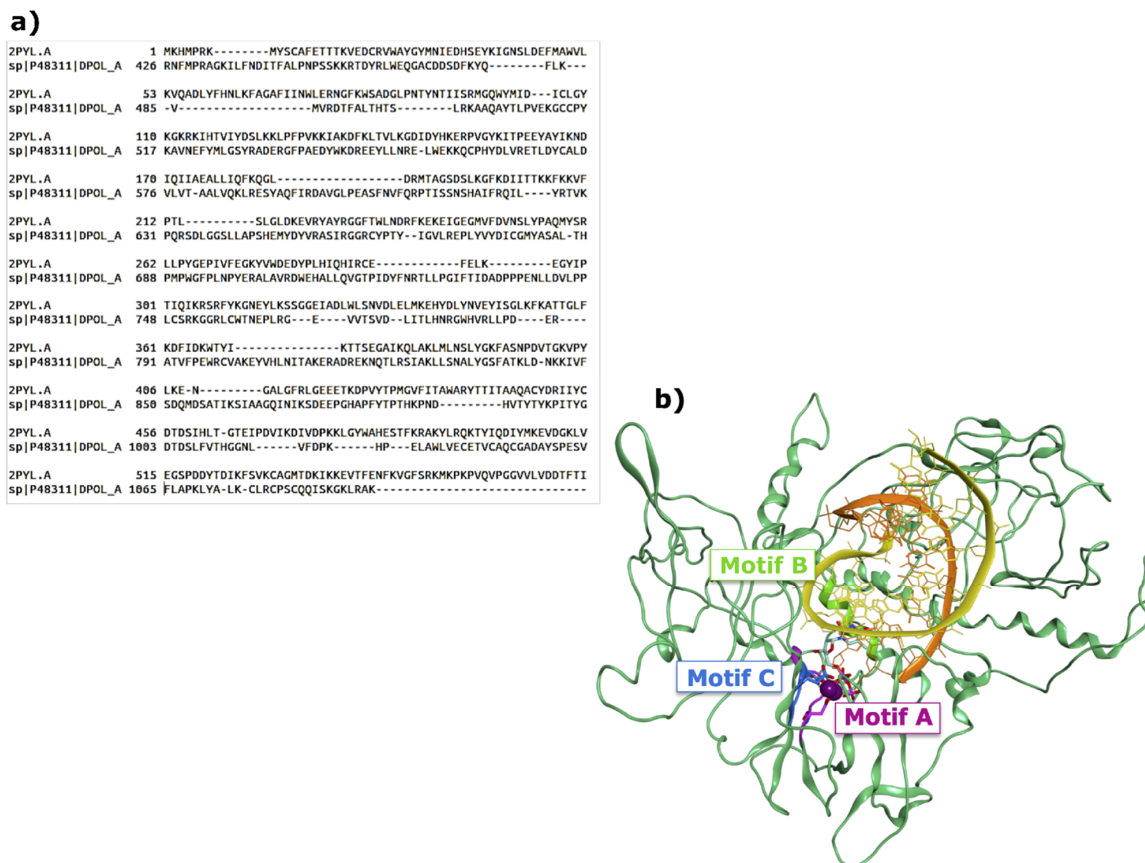 a)
2PYL.A 1 MKHMPRK--------MYSCAFETTTKVEDCRVWAYGYMNIEDHSEYKIGNSLDEFMAWVL
sp|P48311|DPOL_A 426 RNFMPRAGKILFNDITFALPNPSSKKRTDYRLWEQGACDDSDFKYQ--------FLK---
2PYL.A 53 KVQADLYFHNLKFAGAFIINWLERNGFKWSADGLPNTYNTIISRMGQWYMID---ICLGY
sp|P48311|DPOL_A 485 -V----------------MVRDTFALTHTS-------LRKAAQAYTLPVEKGCCPY
2PYL.A 110 KGKRKIHTVIYDSLKKLPFPVKKIAKDFKLTVLKGDIDYHKERPVGYKITPEEYAYIKND
sp|P48311|DPOL_A 517 KAVNEFYMLGSYRADERGFPAEDYWKDREEYLLNRE-LWEKKQCPHYDLVRETLDYCALD
2PYL.A 170 IQIIAEALLIQFKQGL-----------------DRMTAGSDSLKGFKDIITTKKFKKVF
sp|P48311|DPOL_A 576 VLVT-AALVQKLRESYAQFIRDAVGLPEASFNVFQRPTISSNSHAIFRQIL----YRTVK
2PYL.A 212 PTL----------SLGLDKEVRYAYRGGFTWLNDRFKEKEIGEGMVFDVNSLYPAQMYSR
sp|P48311|DPOL_A 631 PQRSDLGGSLLAPSHEMYDYVRASIRGGRCYPTY--IGVLREPLYVYDICGMYASAL-TH
2PYL.A 262 LLPYGEPIVFEGKYVWDEDYPLHIQHIRCE---------FELK------EGYIP
sp|P48311|DPOL_A 688 PMPWGFPLNPYERALAVRDWEHALLQVGTPIDYFNRTLLPGIFTIDADPPPENLLDVLPP
2PYL.A 301 TIQIKRSRFYKGNEYLKSSGGEIADLWLSNVDLELMKEHYDLYNVEYISGLKFKATTGLF
sp|P48311|DPOL_A 748 LCSRKGGRLCWTNEPLRG---E---VVTSVD--LITLHNRGWHVRLLPD----ER----
2PYL.A 361 KDFIDKWTYI-----------------KTTSEGAIKQLAKLMLNSLYGKFASNPDVTGKVPY
sp|P48311|DPOL_A 791 ATVFPEWRCVAKEYVHLNITAKERADREKNQTLRSIAKLLSNALYGSFATKLD-NKKIVF
2PYL.A 406 LKE-N--------GALGFRLGEEETKDPVYTPMGVFITAWARYTTITAAQACYDRIIYC
sp|P48311|DPOL_A 850 SDQMDSATIKSIAAGQINIKSDEEPGHAPFYTPTHKPND---------HVTYTYKPITYG
2PYL.A 456 DTDSIHLT-GTEIPDVIKDIVDPKKLGYWAHESTFKRAKYLRQKTYIQDIYMKEVDGKLV
sp|P48311|DPOL_A 1003 DTDSLFVTHGGNL------VFDPK-----HP---ELAWLVECETVCAQCGADAYSPESV
2PYL.A 515 EGSPDDYTDIKFSVKCAGMTDKIKKEVTFENFKVGFSRKMKPKPVQVPGGVVLVDDTFTI
sp|P48311|DPOL_A 1065 FLAPKLYA-LK-CLRCPSCQQISKGKLRAK------------------------------
b)
Motif B
Motif C
Motif A